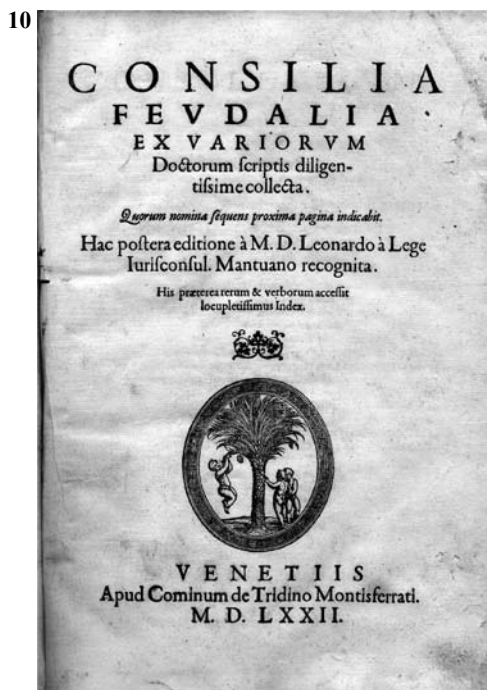 10
CONSILIA
FEVDALIA
EX VARIORVM
Doctorum ſcriptis diligen-
tiſsime collecta.
Quorum nomina ſequens proxima pagina indicabit.
Hac poſtera editione à M. D. Leonardo à Lege
Iuriſconſul. Mantuano recognita.
His præterea rerum & verborum acceſſit
locupletiſſimus Index.
VENETIIS
Apud Cominum de Tridino Montisferrati.
M. D. LXXII.